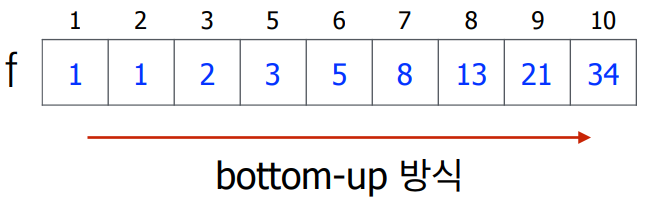 1 2 3 5 6 7 8 9 10
f 1 1 2 3 5 8 13 21 34
bottom-up 방식